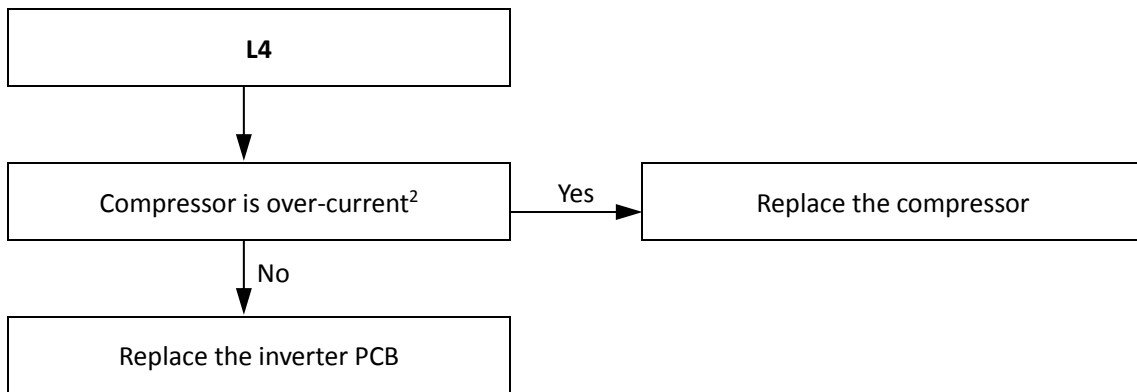 L4
Compressor is over-current²
Yes
Replace the compressor
No
Replace the inverter PCB